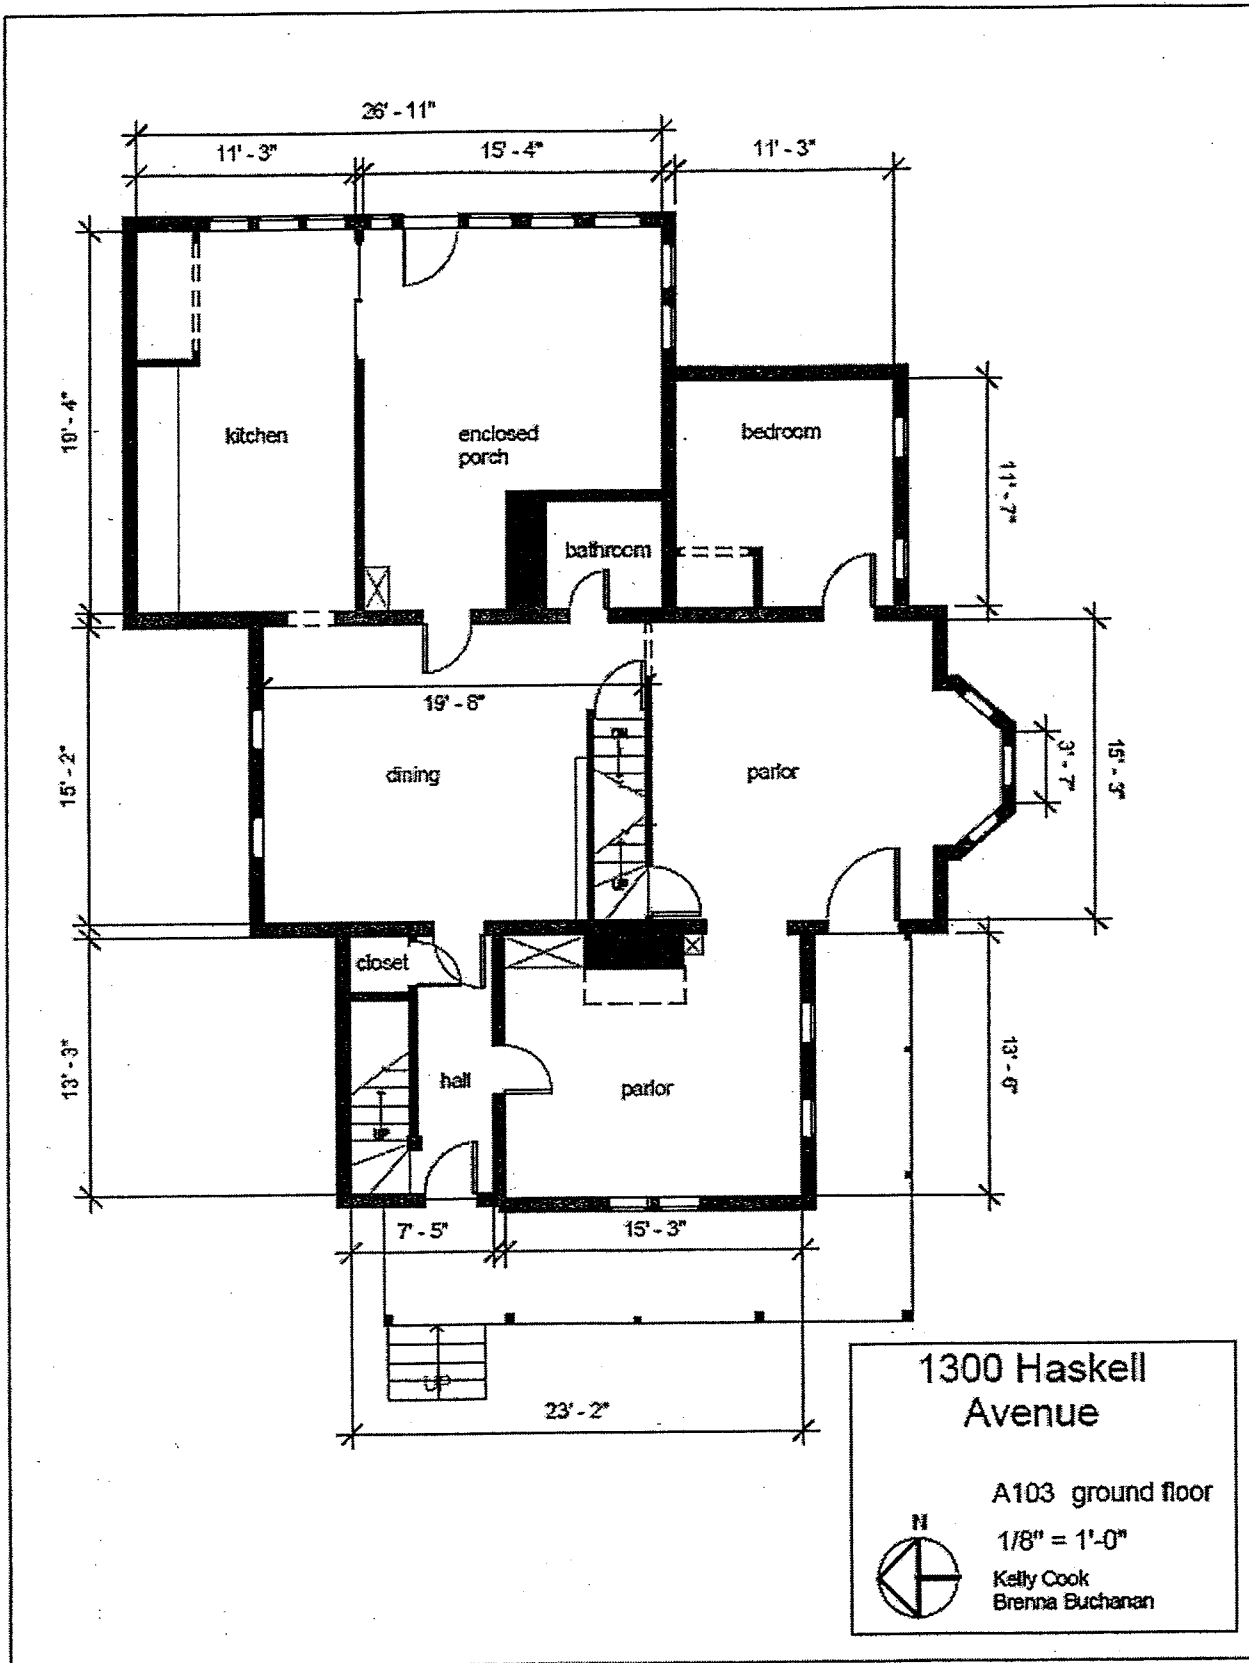 26' - 11"
11' - 3"
15' - 4"
11' - 3"
19' - 4"
kitchen
enclosed
porch
bedroom
11' - 7"
bathroom
19' - 8"
DN
15' - 2"
dining
parlor
3' - 7"
15' - 3"
UP
closet
13' - 3"
hall
parlor
13' - 6"
UP
7' - 5"
15' - 3"
UP
23' - 2"
1300 Haskell
Avenue
A103 ground floor
N
1/8" = 1'-0"
Kelly Cook
Brenna Buchanan